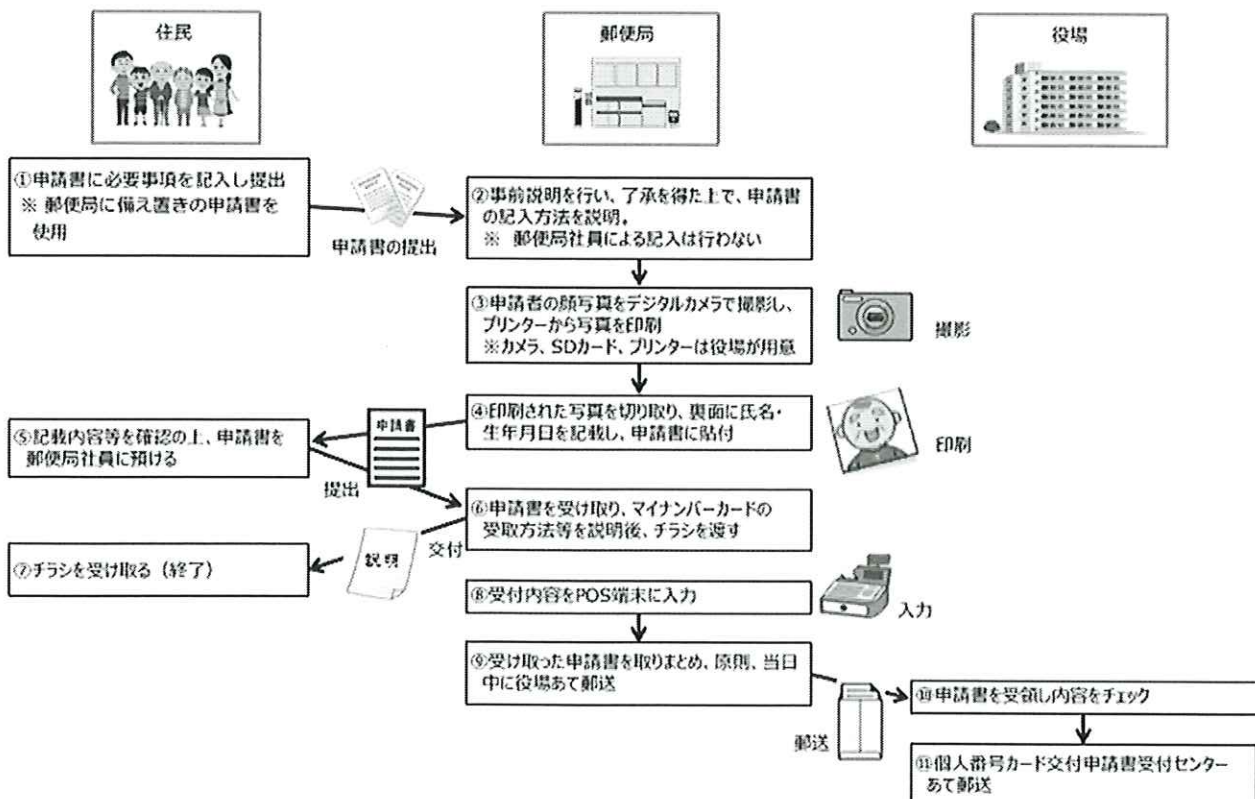 住民
郵便局
役場
①申請書に必要事項を記入し提出
※ 郵便局に備え置きの申請書を
使用
申請書の提出
②事前説明を行い、了承を得た上で、申請書
の記入方法を説明。
※ 郵便局社員による記入は行わない
③申請者の顔写真をデジタルカメラで撮影し、
プリンターから写真を印刷
※カメラ、SDカード、プリンターは役場が用意
撮影
④印刷された写真を切り取り、裏面に氏名・
生年月日を記載し、申請書に貼付
印刷
申請書
⑤記載内容等を確認の上、申請書を
郵便局社員に預ける
提出
⑥申請書を受け取り、マイナンバーカードの
受取方法等を説明後、チラシを渡す
交付
説明
⑦チラシを受け取る（終了）
⑧受付内容をPOS端末に入力
入力
⑨受け取った申請書を取りまとめ、原則、当日
中に役場あて郵送
郵送
⑩申請書を受領し内容をチェック
⑪個人番号カード交付申請書受付センター
あて郵送